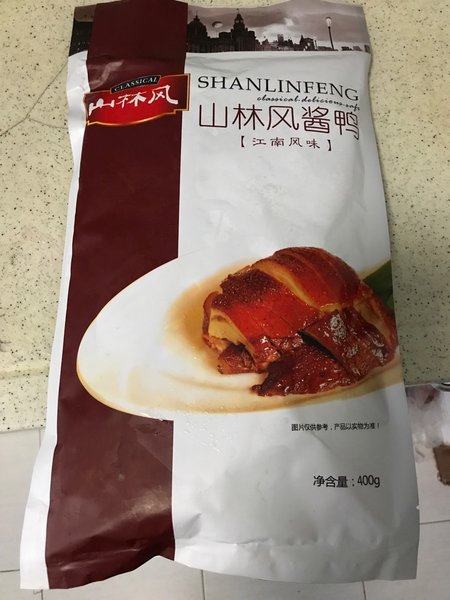 CLASSICAL
山林风
SHANLINFENG
classical.delicious.safe
山林风酱鸭
【江南风味】
图片仅供参考，产品以实物为准！
净含量：400g